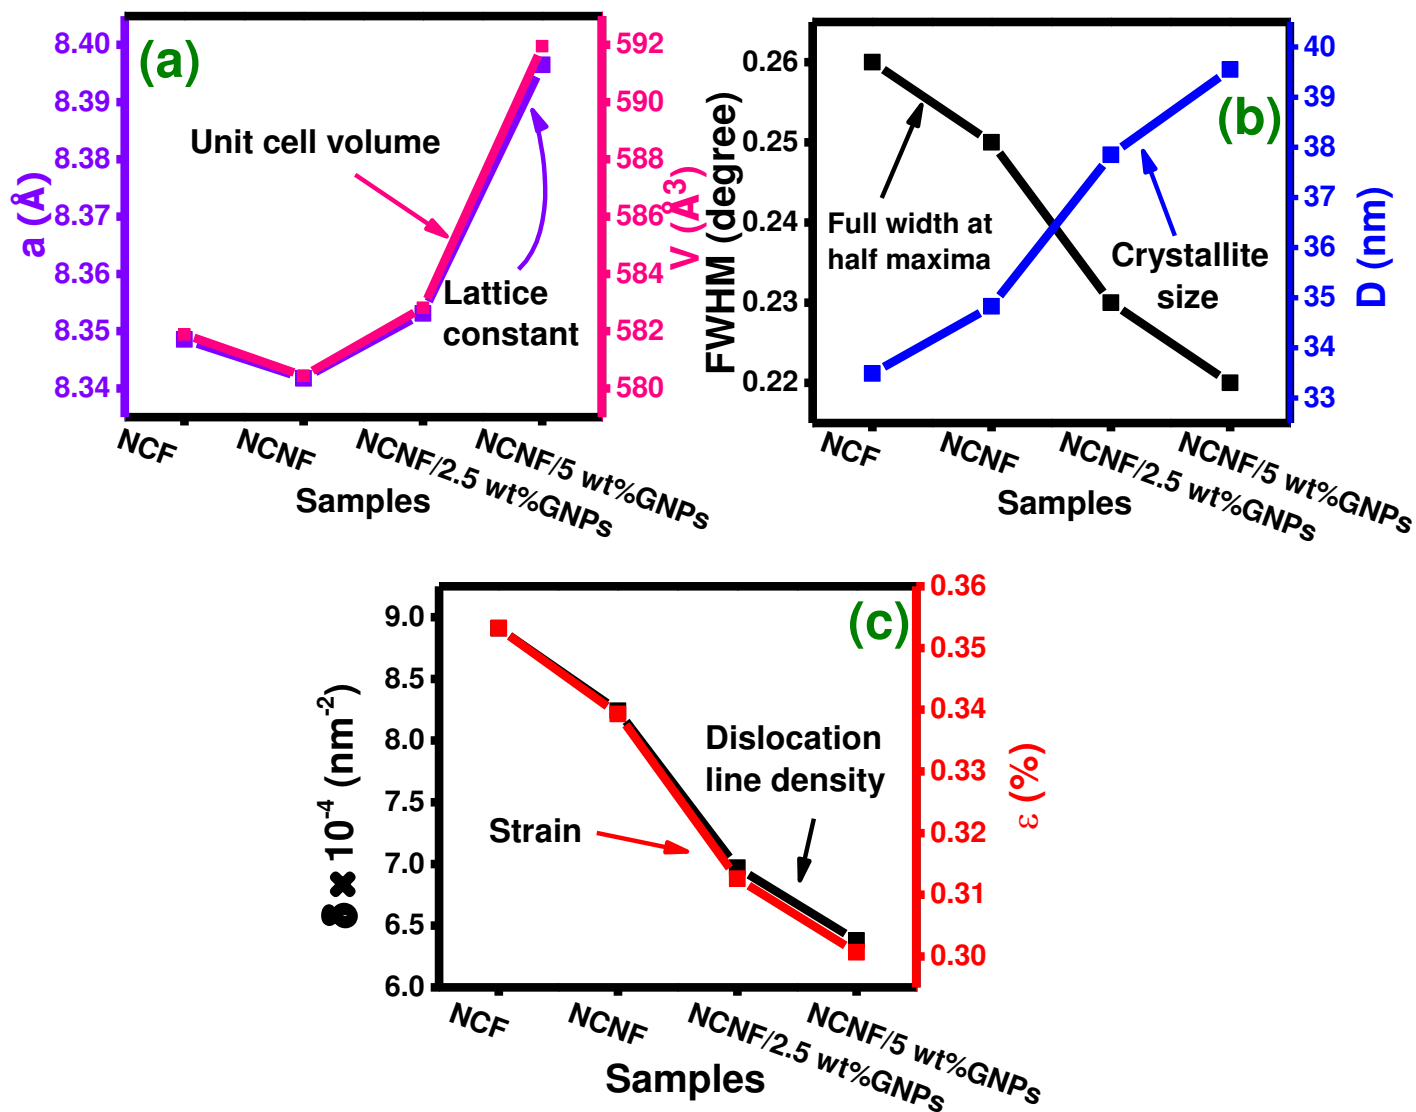 (a)
8.40
8.39
8.38
8.37
8.36
8.35
8.34
a (Å)
592
590
588
586
584
582
580
V (Å³)
Unit cell volume
Lattice
constant
NCF
NCNF
NCNF/2.5 wt%GNPs
NCNF/5 wt%GNPs
Samples
(b)
0.26
0.25
0.24
0.23
0.22
FWHM (degree)
40
39
38
37
36
35
34
33
D (nm)
Full width at
half maxima
Crystallite
size
NCF
NCNF
NCNF/2.5 wt%GNPs
NCNF/5 wt%GNPs
Samples
(c)
9.0
8.5
8.0
7.5
7.0
6.5
6.0
δ × 10⁻⁴ (nm⁻²)
0.36
0.35
0.34
0.33
0.32
0.31
0.30
ε (%)
Dislocation
line density
Strain
NCF
NCNF
NCNF/2.5 wt%GNPs
NCNF/5 wt%GNPs
Samples